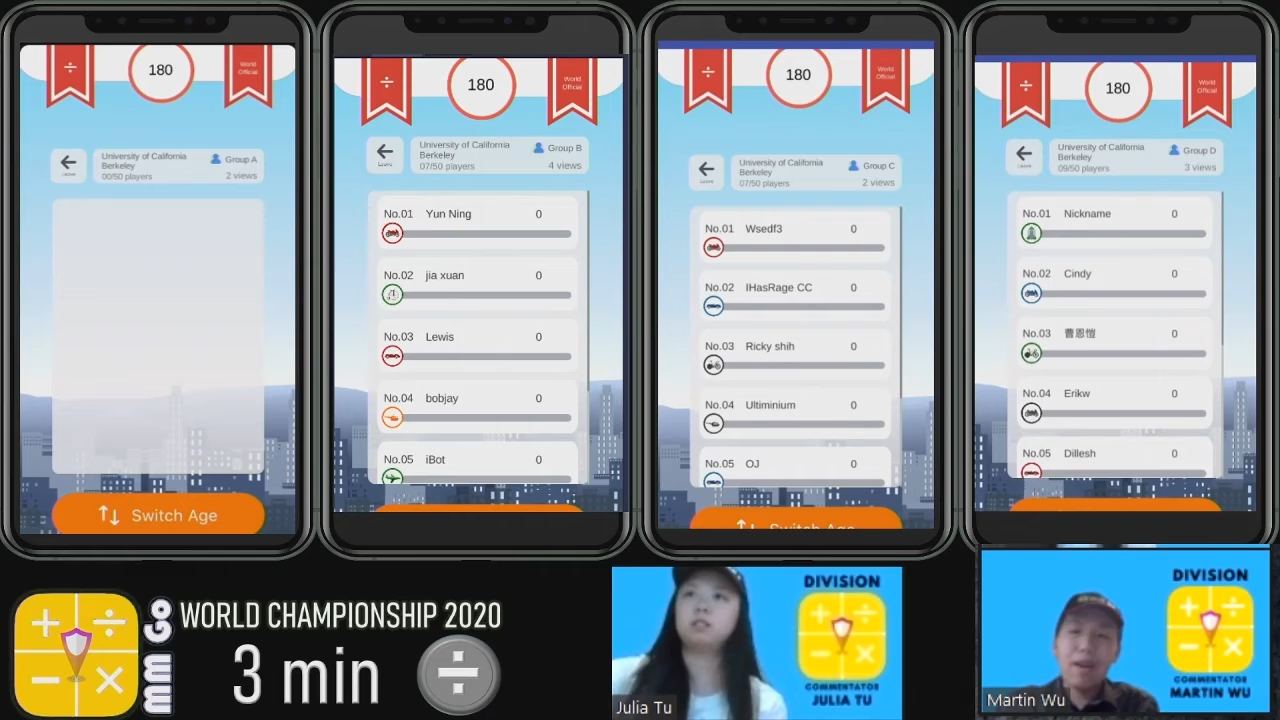 ÷
180
World
Official
University of California
Berkeley
00/50 players
Group A
2 views
Leave
Switch Age
÷
180
World
Official
University of California
Berkeley
07/50 players
Group B
4 views
Leave
No.01 Yun Ning 0
No.02 jia xuan 0
No.03 Lewis 0
No.04 bobjay 0
No.05 iBot 0
÷
180
World
Official
University of California
Berkeley
07/50 players
Group C
2 views
Leave
No.01 Wsedf3 0
No.02 IHasRage CC 0
No.03 Ricky shih 0
No.04 Ultiminium 0
No.05 OJ 0
Switch Age
÷
180
World
Official
University of California
Berkeley
09/50 players
Group D
3 views
Leave
No.01 Nickname 0
No.02 Cindy 0
No.03 曹恩愷 0
No.04 Erikw 0
No.05 Dillesh 0
mm Go
WORLD CHAMPIONSHIP 2020
3 min ÷
DIVISION
COMMENTATOR
JULIA TU
Julia Tu
DIVISION
COMMENTATOR
MARTIN WU
Martin Wu